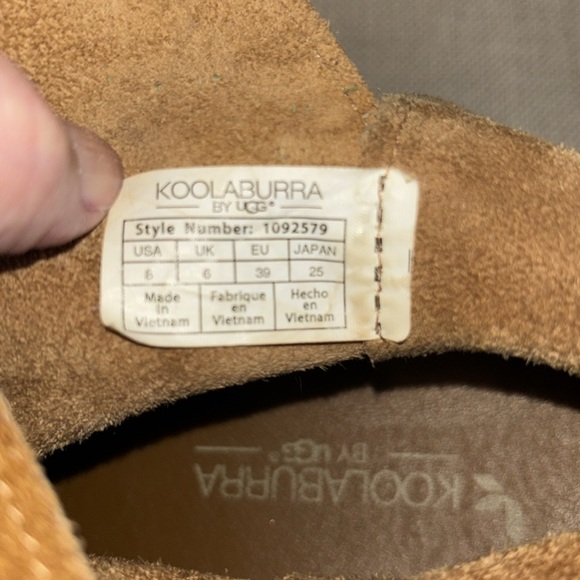 KOOLABURRA
BY UGG®
Style Number: 1092579
USA UK EU JAPAN
8 6 39 25
Made in Vietnam
Fabrique en Vietnam
Hecho en Vietnam
KOOLABURRA
BY UGG®